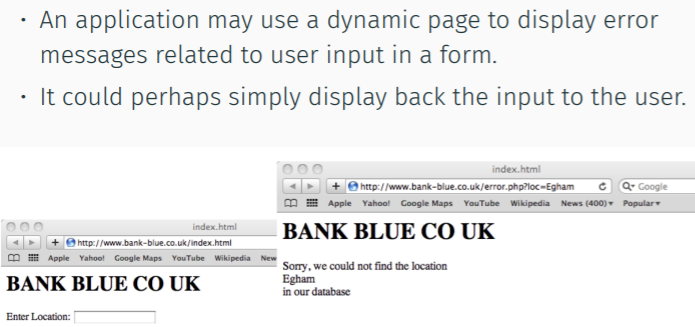 • An application may use a dynamic page to display error
messages related to user input in a form.
• It could perhaps simply display back the input to the user.
index.html
http://www.bank-blue.co.uk/error.php?loc=Egham
Google
Apple Yahoo! Google Maps YouTube Wikipedia News (400)▾ Popular▾
BANK BLUE CO UK
Sorry, we could not find the location
Egham
in our database
index.html
http://www.bank-blue.co.uk/index.html
Apple Yahoo! Google Maps YouTube Wikipedia New
BANK BLUE CO UK
Enter Location: